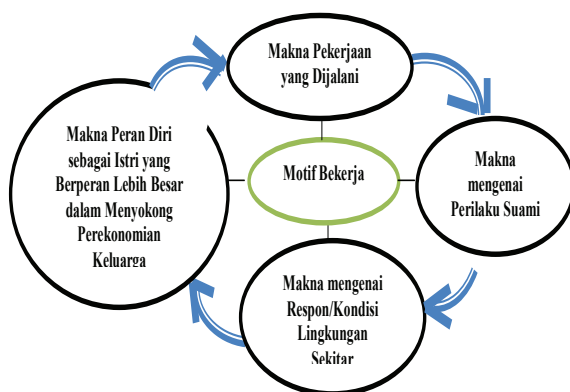 Makna Pekerjaan
yang Dijalani
Makna Peran Diri
sebagai Istri yang
Berperan Lebih Besar
dalam Menyokong
Perekonomian
Keluarga
Motif Bekerja
Makna
mengenai
Perilaku Suami
Makna mengenai
Respon/Kondisi
Lingkungan
Sekitar